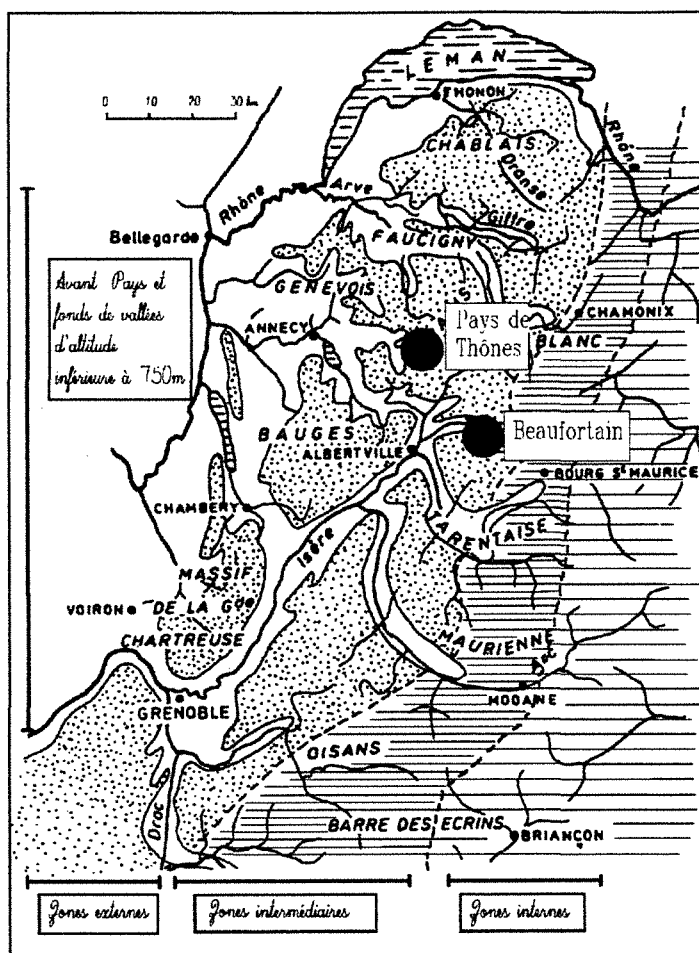 LEMAN
0 10 20 30 km
THONON
CHABLAIS
Dranse
Rhône
Rhône
Arve
Giffre
Bellegarde
FAUCIGNY
Avant Pays et
fonds de vallées
d'altitude
inférieure à 750m
GENEVOIS
CHAMONIX
Pays de
Thônes
BLANC
ANNECY
Beaufortain
BAUGES
ALBERTVILLE
BOURG St MAURICE
CHAMBERY
TARENTAISE
Isère
MASSIF
VOIRON
DE LA Gde
CHARTREUSE
MAURIENNE
MODANE
GRENOBLE
OISANS
Drac
BARRE DES ECRINS
BRIANÇON
Zones externes
Zones intermédiaires
Zones internes